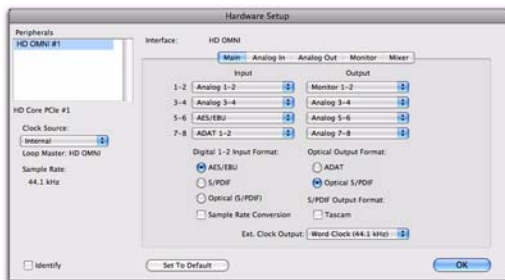 Hardware Setup
Peripherals
HD OMNI #1
HD Core PCIe #1
Clock Source:
Internal
Loop Master: HD OMNI
Sample Rate:
44.1 kHz
Identify
Interface: HD OMNI
Main Analog In Analog Out Monitor Mixer
Input Output
1-2 Analog 1-2 Monitor 1-2
3-4 Analog 3-4 Analog 3-4
5-6 AES/EBU Analog 5-6
7-8 ADAT 1-2 Analog 7-8
Digital 1-2 Input Format:
AES/EBU
S/PDIF
Optical (S/PDIF)
Sample Rate Conversion
Optical Output Format:
ADAT
Optical S/PDIF
S/PDIF Output Format:
Tascam
Ext. Clock Output: Word Clock (44.1 kHz)
Set To Default
OK